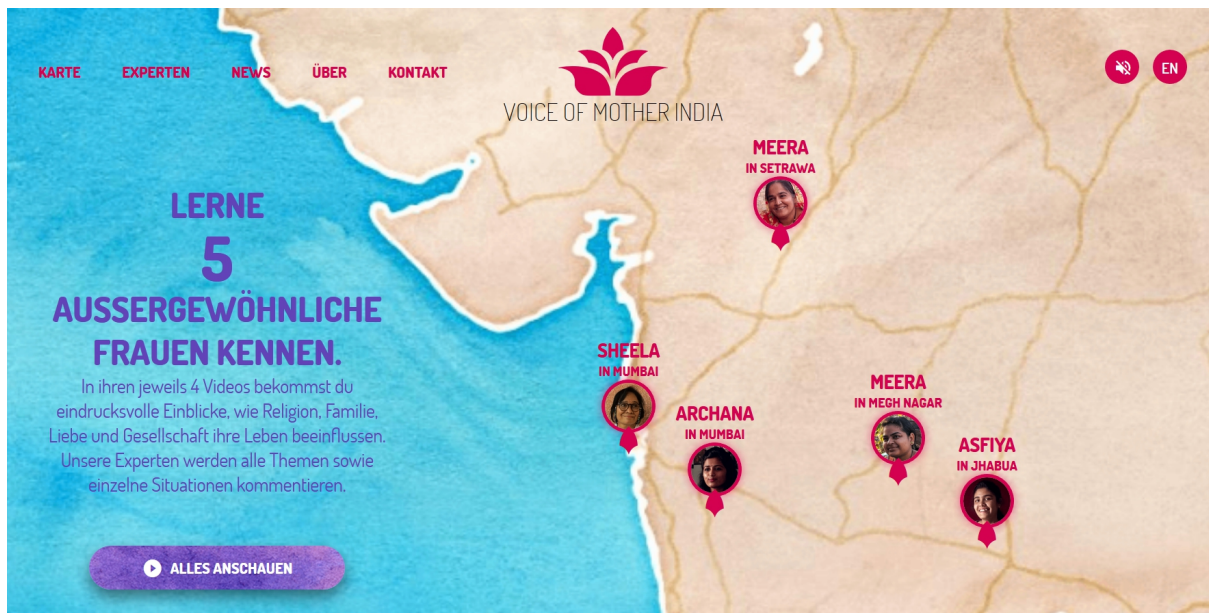 KARTE EXPERTEN NEWS ÜBER KONTAKT
EN
VOICE OF MOTHER INDIA
LERNE
5
AUSSERGEWÖHNLICHE
FRAUEN KENNEN.
In ihren jeweils 4 Videos bekommst du
eindrucksvolle Einblicke, wie Religion, Familie,
Liebe und Gesellschaft ihre Leben beeinflussen.
Unsere Experten werden alle Themen sowie
einzelne Situationen kommentieren.
ALLES ANSCHAUEN
MEERA
IN SETRAWA
SHEELA
IN MUMBAI
ARCHANA
IN MUMBAI
MEERA
IN MEGH NAGAR
ASFIYA
IN JHABUA